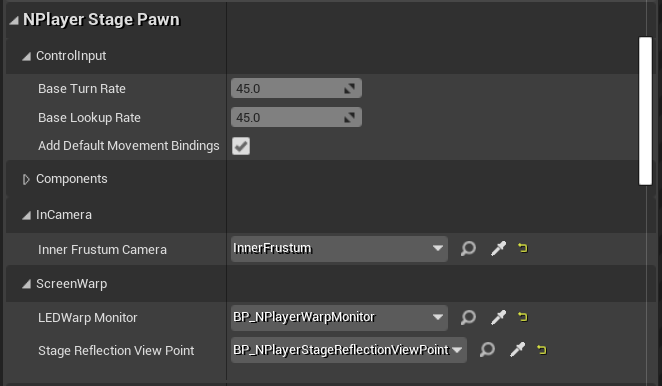 NPlayer Stage Pawn
ControlInput
Base Turn Rate 45.0
Base Lookup Rate 45.0
Add Default Movement Bindings
Components
InCamera
Inner Frustum Camera InnerFrustum
ScreenWarp
LEDWarp Monitor BP_NPlayerWarpMonitor
Stage Reflection View Point BP_NPlayerStageReflectionViewPoint